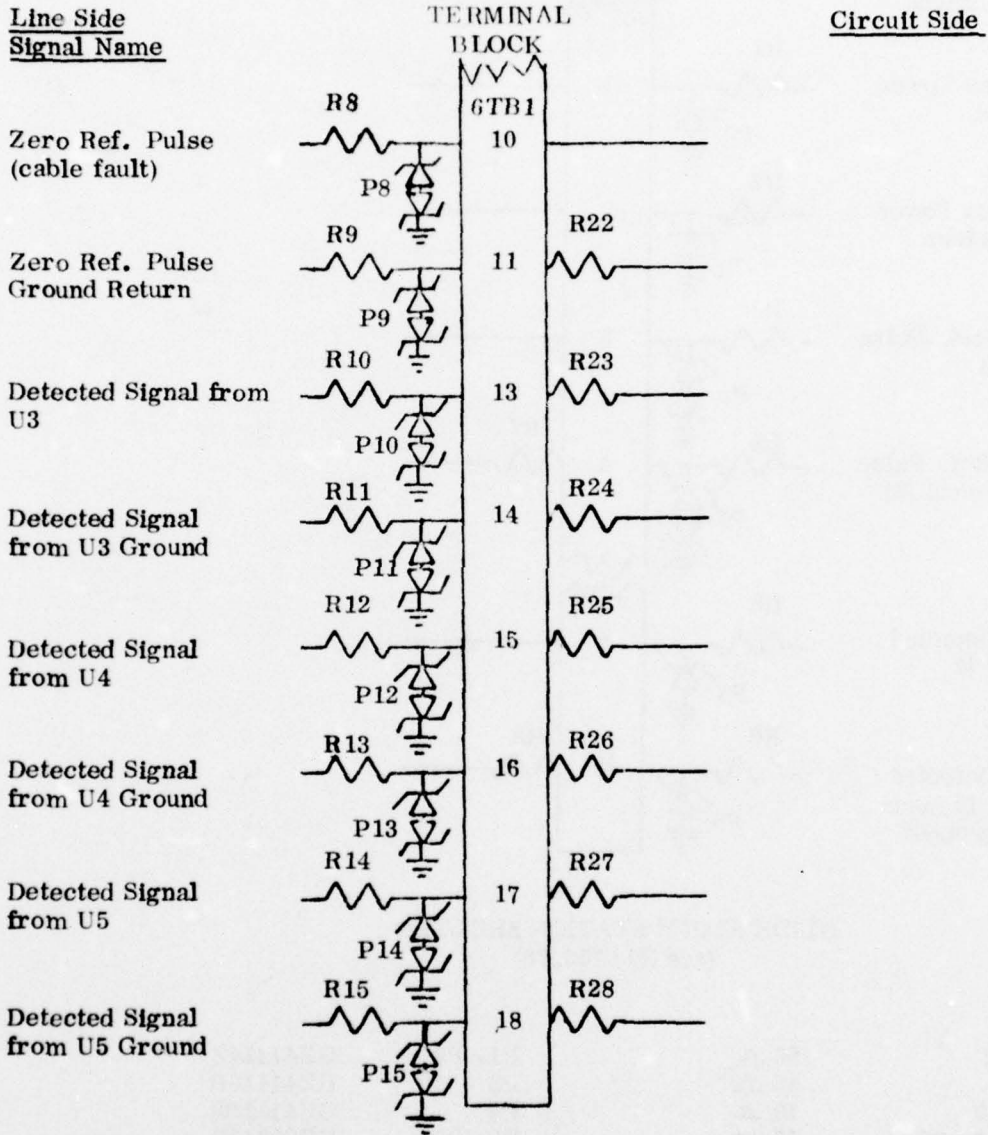 Line Side
Signal Name
TERMINAL
BLOCK
Circuit Side
6TB1
R8
Zero Ref. Pulse
(cable fault)
10
P8
R9
R22
Zero Ref. Pulse
Ground Return
11
P9
R10
R23
Detected Signal from
U3
13
P10
R11
R24
Detected Signal
from U3 Ground
14
P11
R12
R25
Detected Signal
from U4
15
P12
R13
R26
Detected Signal
from U4 Ground
16
P13
R14
R27
Detected Signal
from U5
17
P14
R15
R28
Detected Signal
from U5 Ground
18
P15